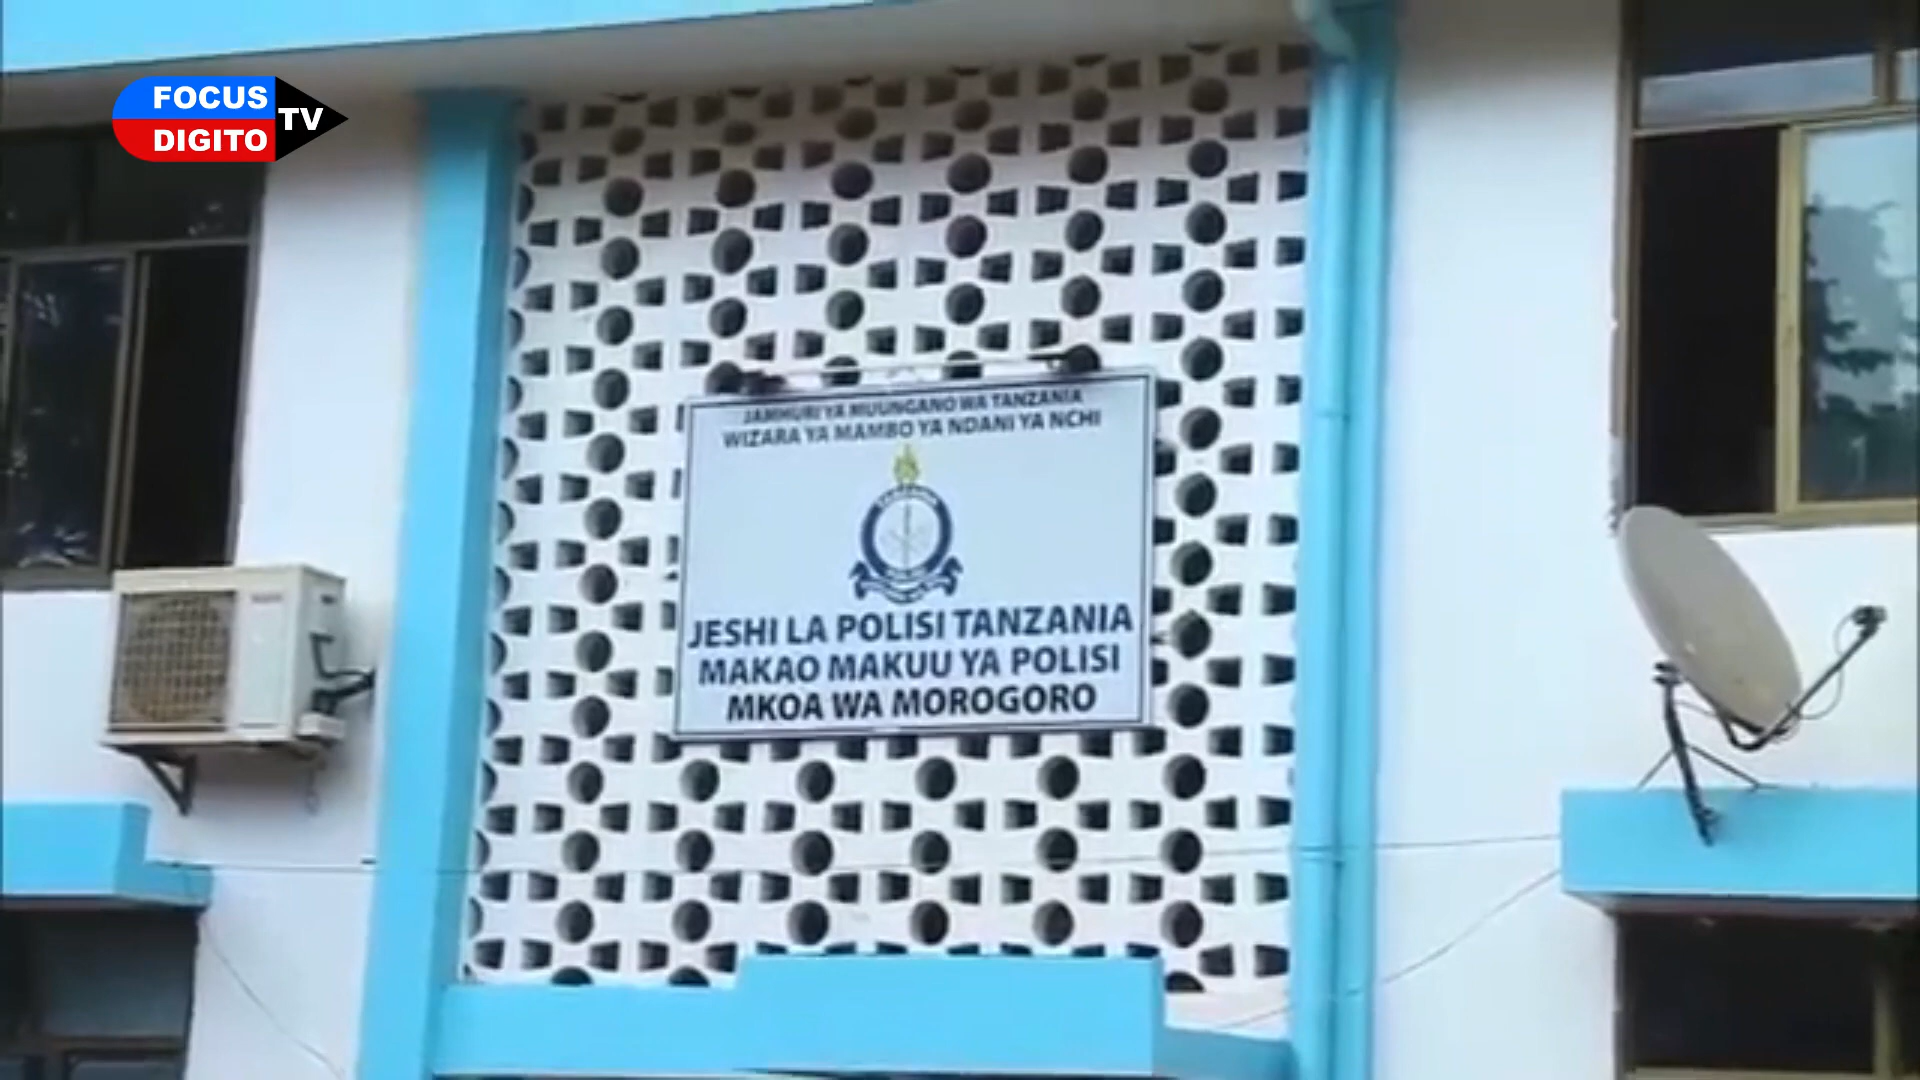 FOCUS
DIGITO
TV
JAMHURI YA MUUNGANO WA TANZANIA
WIZARA YA MAMBO YA NDANI YA NCHI
JESHI LA POLISI TANZANIA
MAKAO MAKUU YA POLISI
MKOA WA MOROGORO